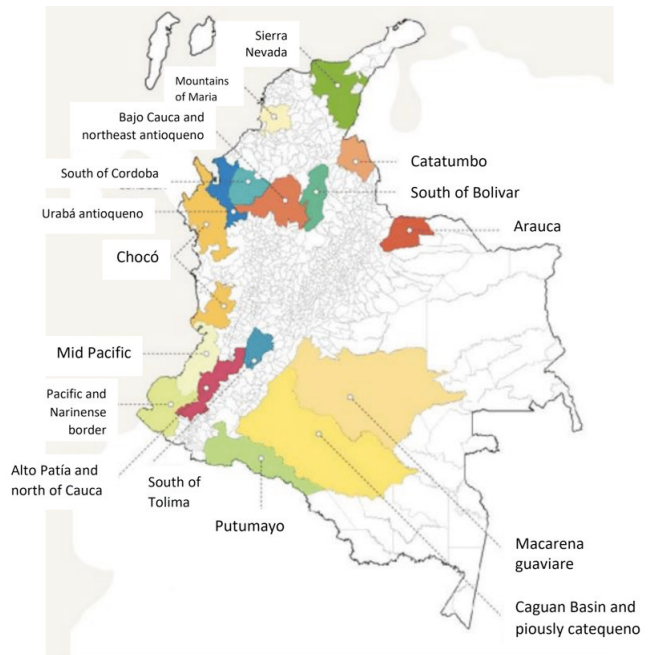 Sierra
Nevada
Mountains
of Maria
Bajo Cauca and
northeast antioqueno
South of Cordoba
Urabá antioqueno
Chocó
Catatumbo
South of Bolivar
Arauca
Mid Pacific
Pacific and
Narinense
border
Alto Patía and
north of Cauca
South of
Tolima
Putumayo
Macarena
guaviare
Caguan Basin and
piously catequeno